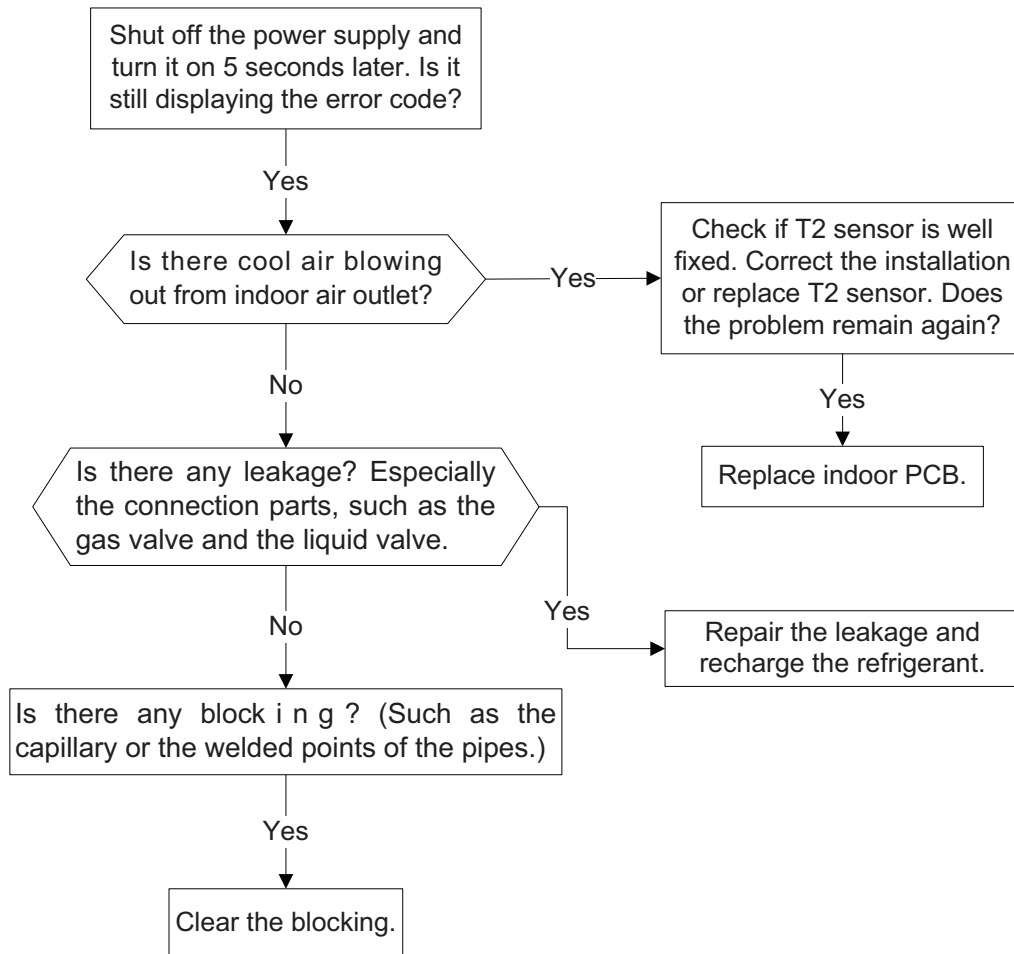 Shut off the power supply and
turn it on 5 seconds later. Is it
still displaying the error code?
Yes
Is there cool air blowing
out from indoor air outlet?
Yes
Check if T2 sensor is well
fixed. Correct the installation
or replace T2 sensor. Does
the problem remain again?
Yes
Replace indoor PCB.
No
Is there any leakage? Especially
the connection parts, such as the
gas valve and the liquid valve.
Yes
Repair the leakage and
recharge the refrigerant.
No
Is there any block i n g ? (Such as the
capillary or the welded points of the pipes.)
Yes
Clear the blocking.